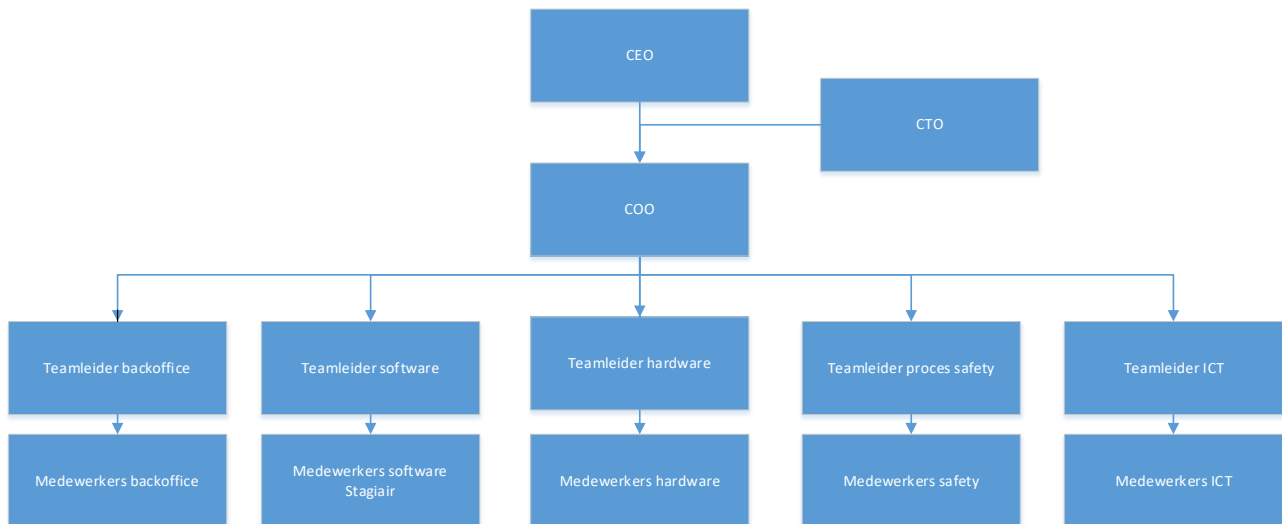 CEO
CTO
COO
Teamleider backoffice
Teamleider software
Teamleider hardware
Teamleider proces safety
Teamleider ICT
Medewerkers backoffice
Medewerkers software
Stagiair
Medewerkers hardware
Medewerkers safety
Medewerkers ICT